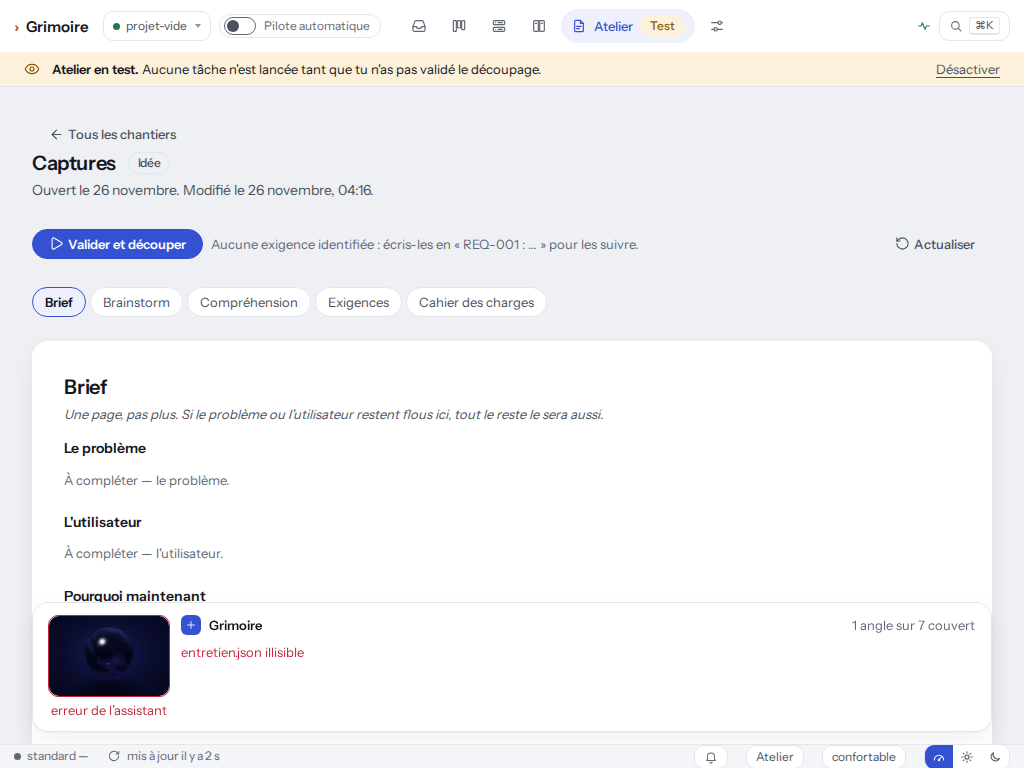 › Grimoire projet-vide Pilote automatique Atelier Test ⌘K
Atelier en test. Aucune tâche n'est lancée tant que tu n'as pas validé le découpage. Désactiver
← Tous les chantiers
Captures Idée
Ouvert le 26 novembre. Modifié le 26 novembre, 04:16.
Valider et découper Aucune exigence identifiée : écris-les en « REQ-001 : … » pour les suivre. Actualiser
Brief Brainstorm Compréhension Exigences Cahier des charges
Brief
Une page, pas plus. Si le problème ou l'utilisateur restent flous ici, tout le reste le sera aussi.
Le problème
À compléter — le problème.
L'utilisateur
À compléter — l'utilisateur.
Pourquoi maintenant
Grimoire 1 angle sur 7 couvert
entretien.json illisible
erreur de l'assistant
standard — mis à jour il y a 2 s Atelier confortable